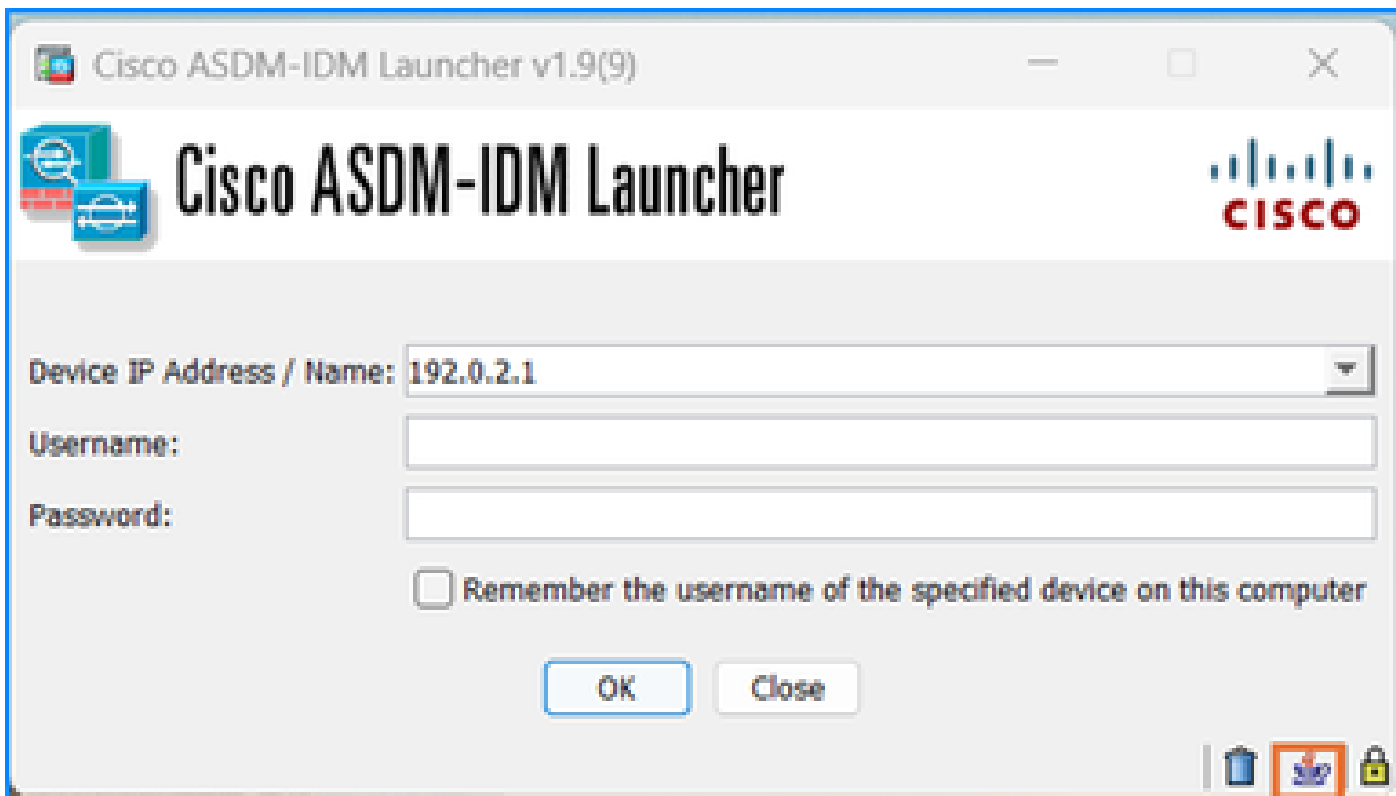 Cisco ASDM-IDM Launcher v1.9(9)
Cisco ASDM-IDM Launcher
CISCO
Device IP Address / Name: 192.0.2.1
Username:
Password:
Remember the username of the specified device on this computer
OK Close